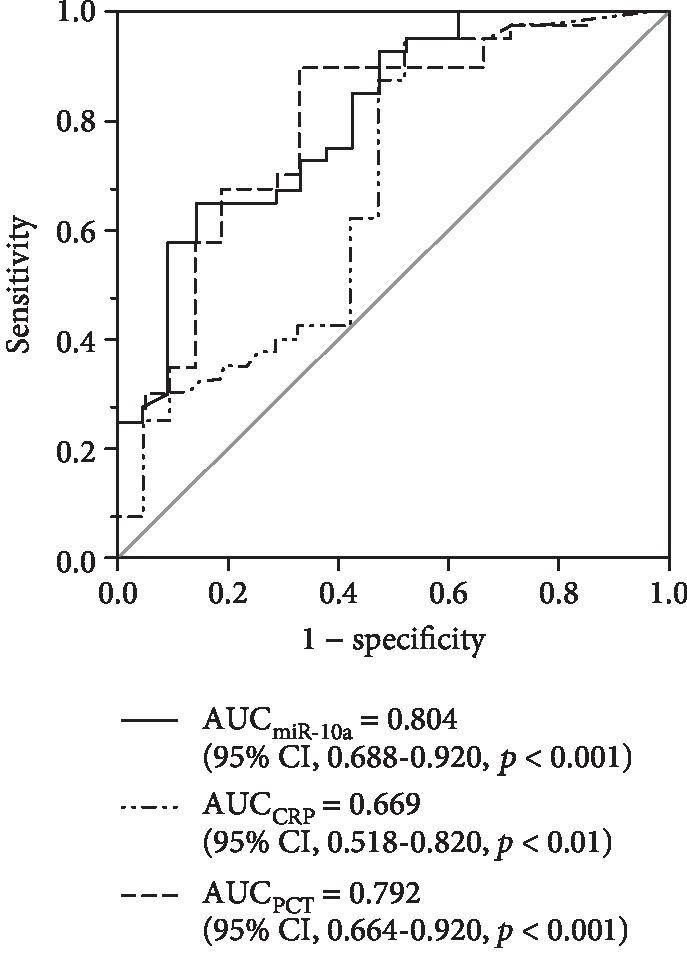 1.0
0.8
0.6
0.4
0.2
0.0
Sensitivity
0.0 0.2 0.4 0.6 0.8 1.0
1 – specificity
AUCmiR-10a = 0.804
(95% CI, 0.688-0.920, p < 0.001)
AUCCRP = 0.669
(95% CI, 0.518-0.820, p < 0.01)
AUCPCT = 0.792
(95% CI, 0.664-0.920, p < 0.001)